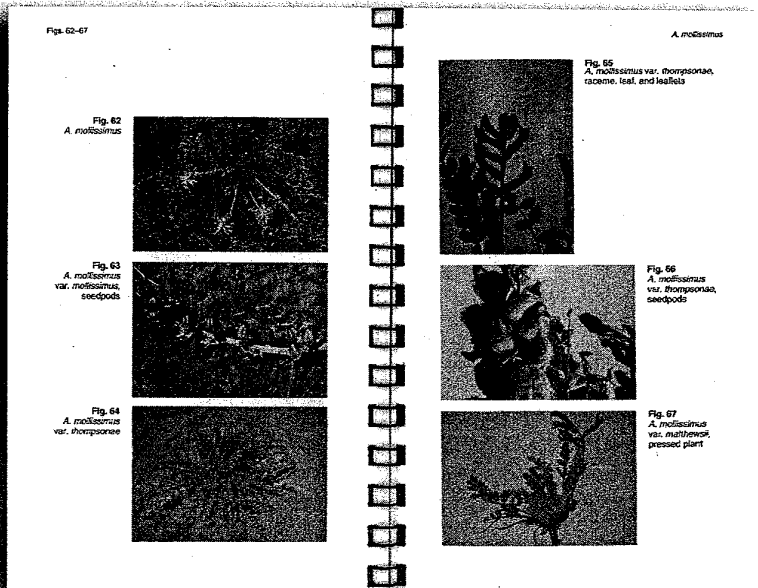 Figs. 62–67
Fig. 62
A. mollissimus
Fig. 63
A. mollissimus
var. mollissimus,
seedpods
Fig. 64
A. mollissimus
var. thompsonae
A. mollissimus
Fig. 65
A. mollissimus var. thompsonae,
raceme, leaf, and leaflets
Fig. 66
A. mollissimus
var. thompsonae,
seedpods
Fig. 67
A. mollissimus
var. matthewsii,
pressed plant